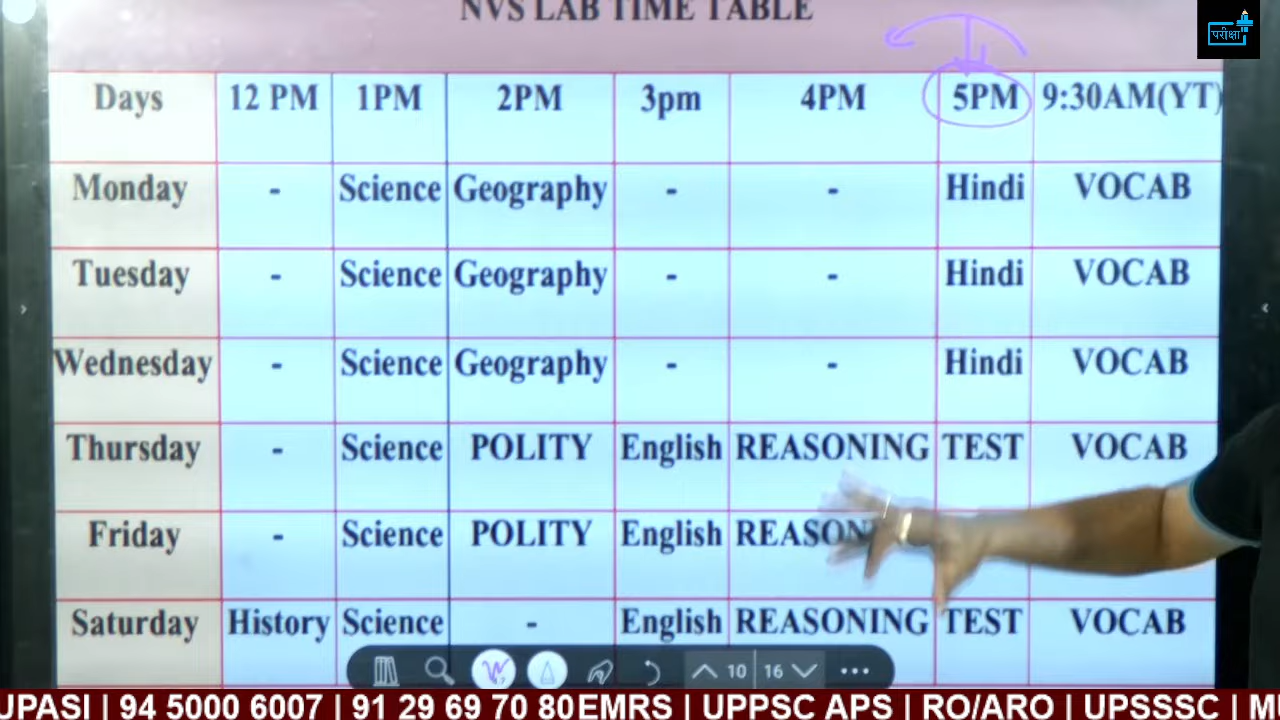 NVS LAB TIME TABLE
परीक्षा
Days 12 PM 1PM 2PM 3pm 4PM 5PM 9:30AM(YT)
Monday - Science Geography - - Hindi VOCAB
Tuesday - Science Geography - - Hindi VOCAB
Wednesday - Science Geography - - Hindi VOCAB
Thursday - Science POLITY English REASONING TEST VOCAB
Friday - Science POLITY English
Saturday History Science - English REASONING TEST VOCAB
10 16
UPASI | 94 5000 6007 | 91 29 69 70 80EMRS | UPPSC APS | RO/ARO | UPSSSC |